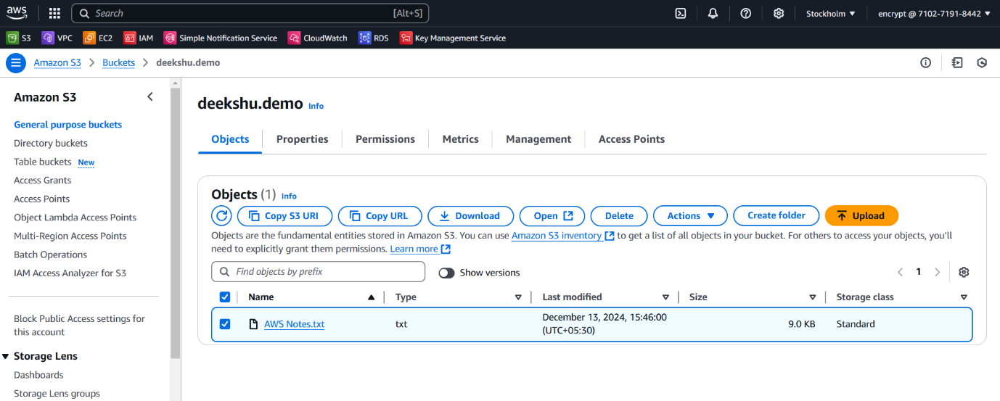 aws
Search [Alt+S] Stockholm encrypt @ 7102-7191-8442
S3 VPC EC2 IAM Simple Notification Service CloudWatch RDS Key Management Service
Amazon S3 Buckets deekshu.demo
Amazon S3
General purpose buckets
Directory buckets
Table buckets New
Access Grants
Access Points
Object Lambda Access Points
Multi-Region Access Points
Batch Operations
IAM Access Analyzer for S3
Block Public Access settings for
this account
Storage Lens
Dashboards
Storage Lens groups
deekshu.demo Info
Objects Properties Permissions Metrics Management Access Points
Objects (1) Info
Copy S3 URI Copy URL Download Open Delete Actions Create folder Upload
Objects are the fundamental entities stored in Amazon S3. You can use Amazon S3 inventory to get a list of all objects in your bucket. For others to access your objects, you'll
need to explicitly grant them permissions. Learn more
Find objects by prefix Show versions 1
Name Type Last modified Size Storage class
AWS Notes.txt txt December 13, 2024, 15:46:00 9.0 KB Standard
(UTC+05:30)